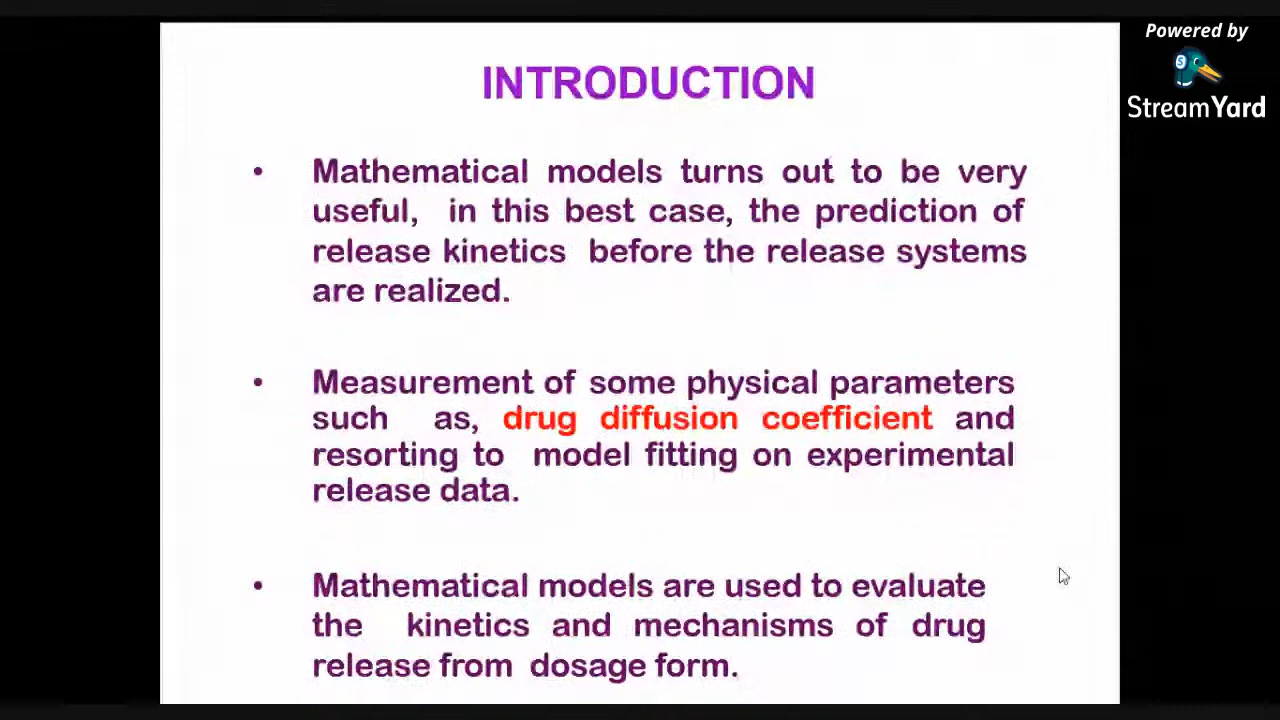 Powered by
StreamYard
INTRODUCTION
• Mathematical models turns out to be very
useful, in this best case, the prediction of
release kinetics before the release systems
are realized.
• Measurement of some physical parameters
such as, drug diffusion coefficient and
resorting to model fitting on experimental
release data.
• Mathematical models are used to evaluate
the kinetics and mechanisms of drug
release from dosage form.